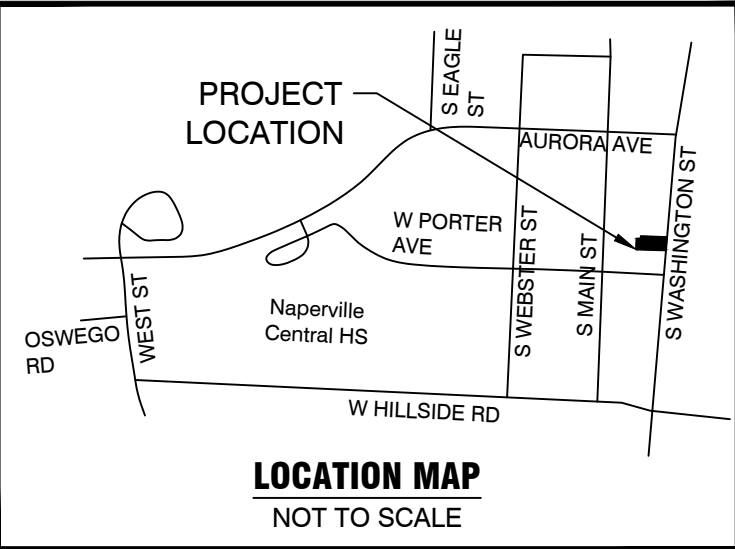 S EAGLE
ST
PROJECT
LOCATION
AURORA AVE
W PORTER
AVE
S WEBSTER ST
S MAIN ST
S WASHINGTON ST
WEST ST
OSWEGO
RD
Naperville
Central HS
W HILLSIDE RD
LOCATION MAP
NOT TO SCALE